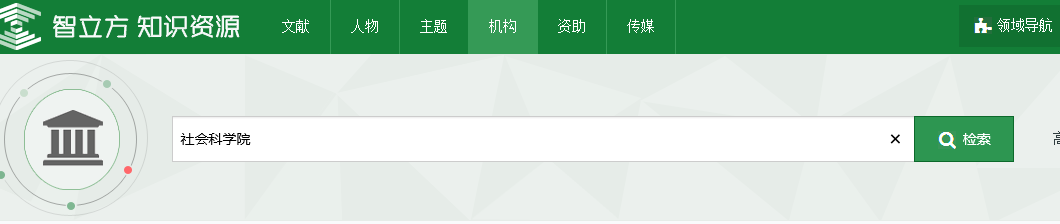 智立方 知识资源
文献 人物 主题 机构 资助 传媒 领域导航
社会科学院 × 检索